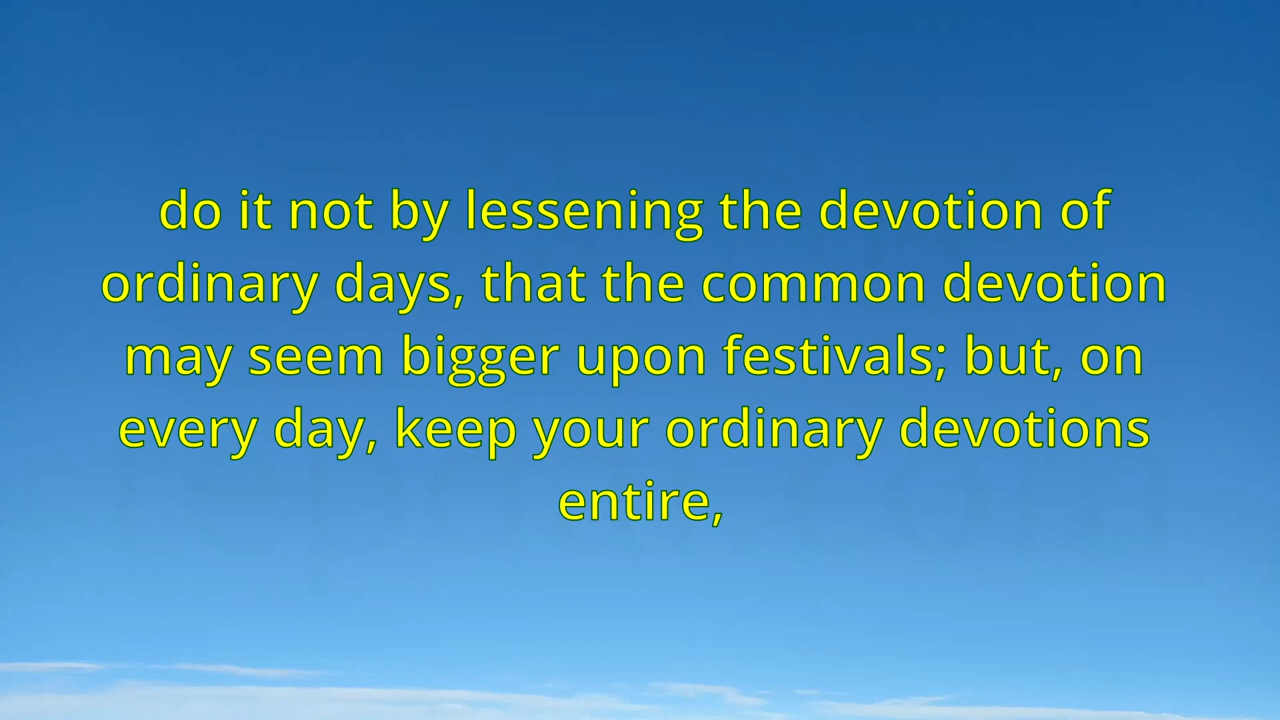 do it not by lessening the devotion of
ordinary days, that the common devotion
may seem bigger upon festivals; but, on
every day, keep your ordinary devotions
entire,